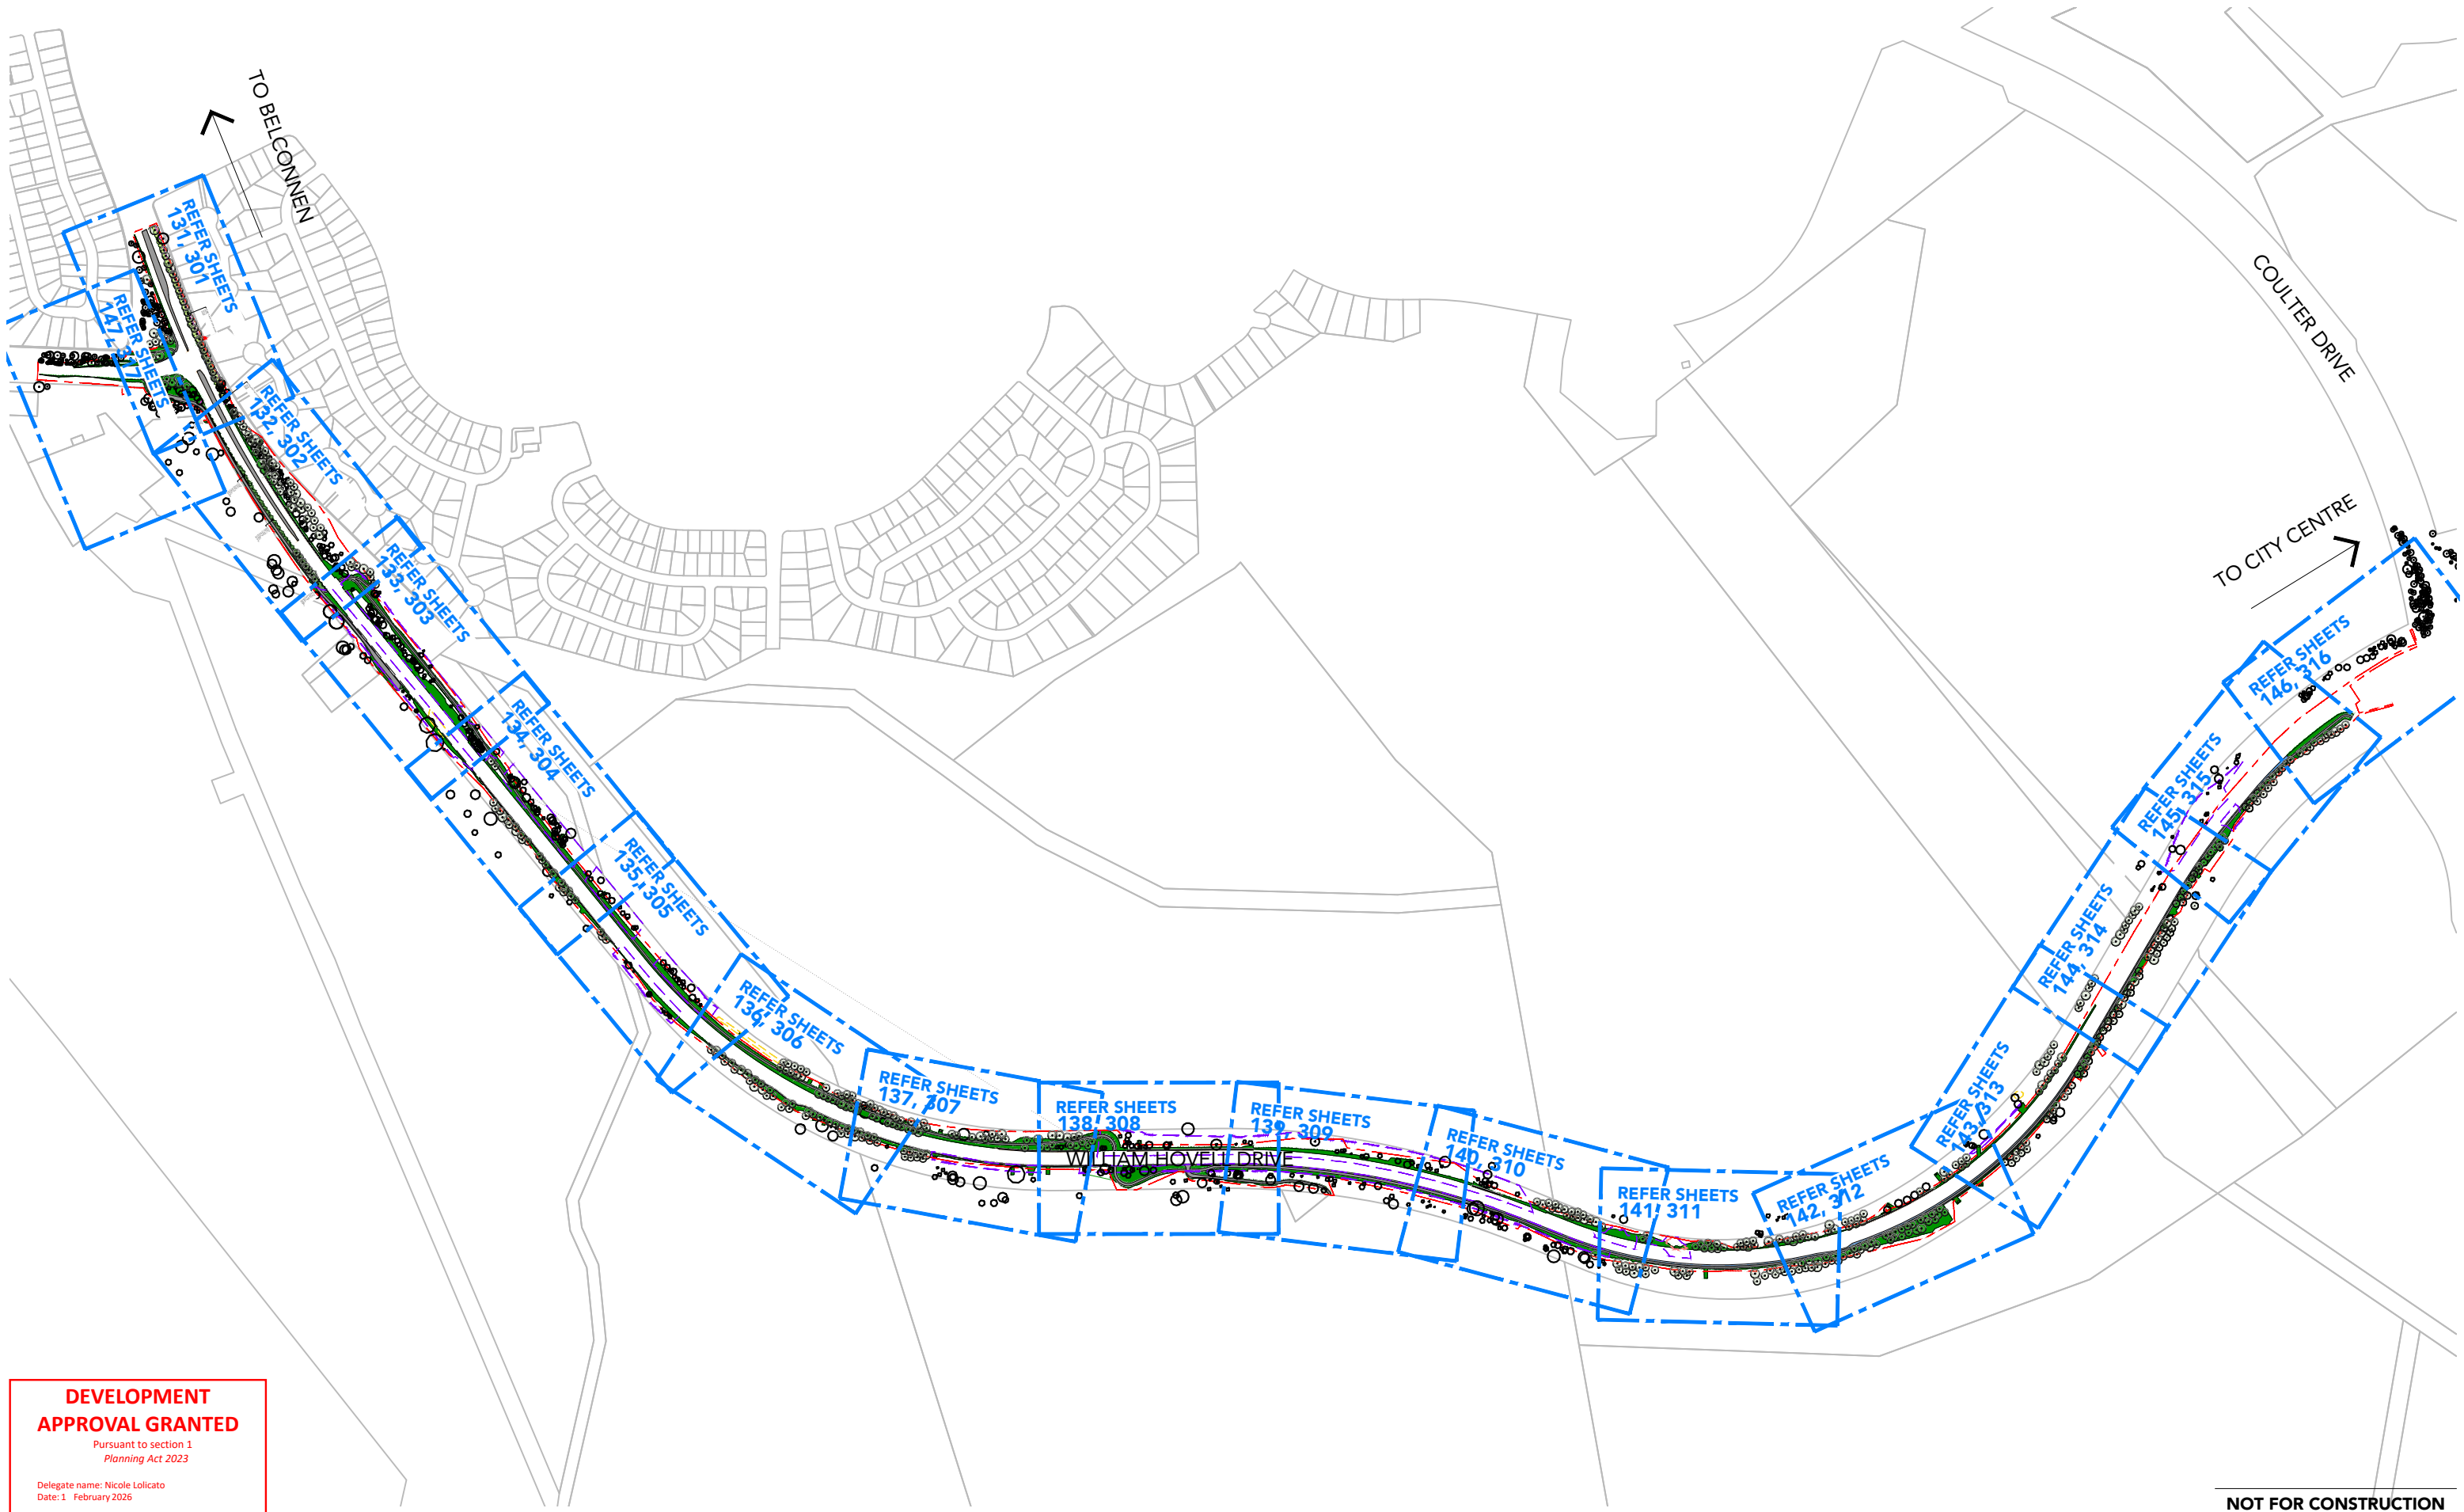 TO BELCONNEN
REFER SHEETS
131, 301
REFER SHEETS
147, 317
REFER SHEETS
132, 302
REFER SHEETS
133, 303
REFER SHEETS
134, 304
REFER SHEETS
135, 305
REFER SHEETS
136, 306
REFER SHEETS
137, 307
REFER SHEETS
138, 308
WILLIAM HOVELL DRIVE
REFER SHEETS
139, 309
REFER SHEETS
140, 310
REFER SHEETS
141, 311
REFER SHEETS
142, 312
REFER SHEETS
143, 313
REFER SHEETS
144, 314
REFER SHEETS
145, 315
REFER SHEETS
146, 316
TO CITY CENTRE
COULTER DRIVE
DEVELOPMENT
APPROVAL GRANTED
Pursuant to section 1
Planning Act 2023
Delegate name: Nicole Lolicato
Date: 1 February 2026
NOT FOR CONSTRUCTION